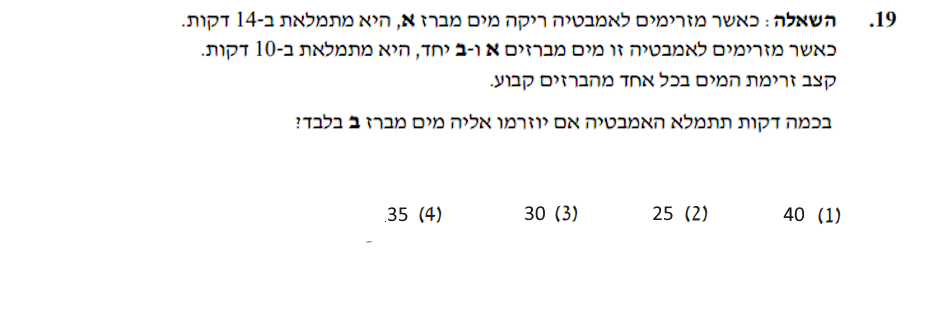 19. השאלה: כאשר מזרימים לאמבטיה ריקה מים מברז א, היא מתמלאת ב-14 דקות.
כאשר מזרימים לאמבטיה זו מים מברזים א ו-ב יחד, היא מתמלאת ב-10 דקות.
קצב זרימת המים בכל אחד מהברזים קבוע.
בכמה דקות תתמלא האמבטיה אם יוזרמו אליה מים מברז ב בלבד?
(1) 40 (2) 25 (3) 30 (4) 35